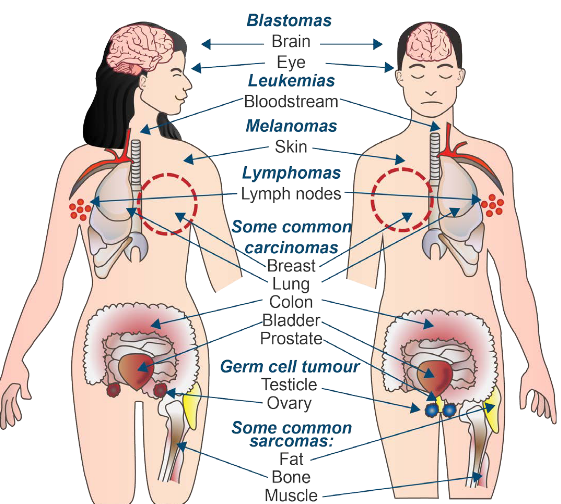 Blastomas
Brain
Eye
Leukemias
Bloodstream
Melanomas
Skin
Lymphomas
Lymph nodes
Some common
carcinomas
Breast
Lung
Colon
Bladder
Prostate
Germ cell tumour
Testicle
Ovary
Some common
sarcomas:
Fat
Bone
Muscle